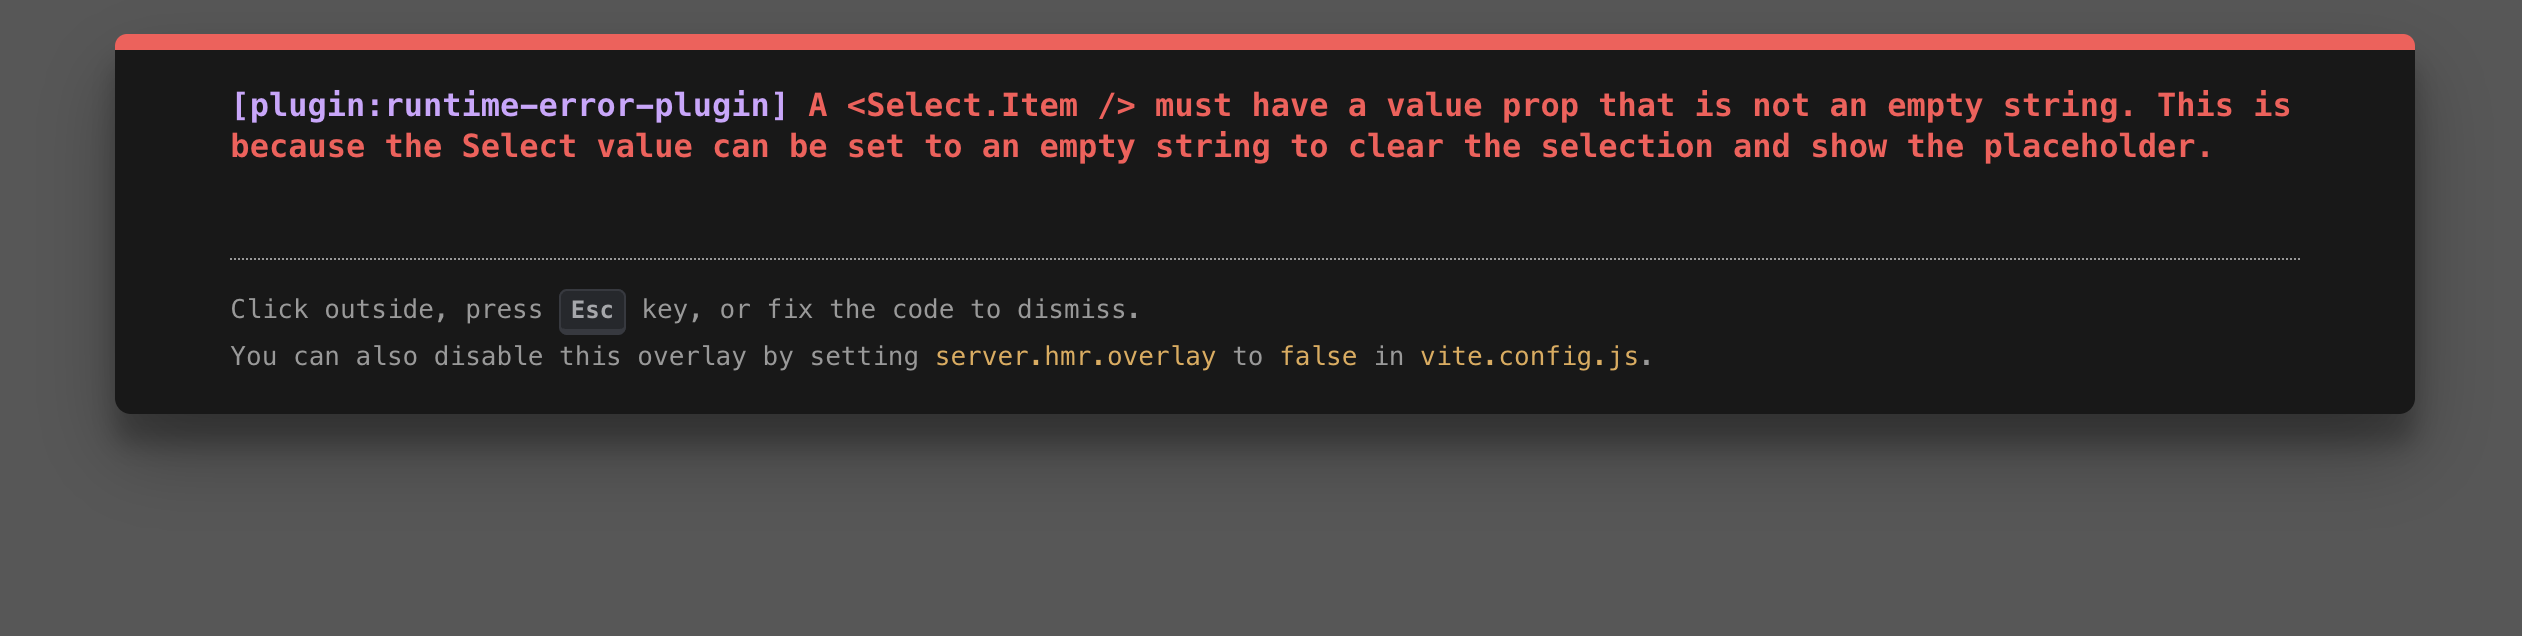 [plugin:runtime-error-plugin] A <Select.Item /> must have a value prop that is not an empty string. This is
because the Select value can be set to an empty string to clear the selection and show the placeholder.
Click outside, press Esc key, or fix the code to dismiss.
You can also disable this overlay by setting server.hmr.overlay to false in vite.config.js.